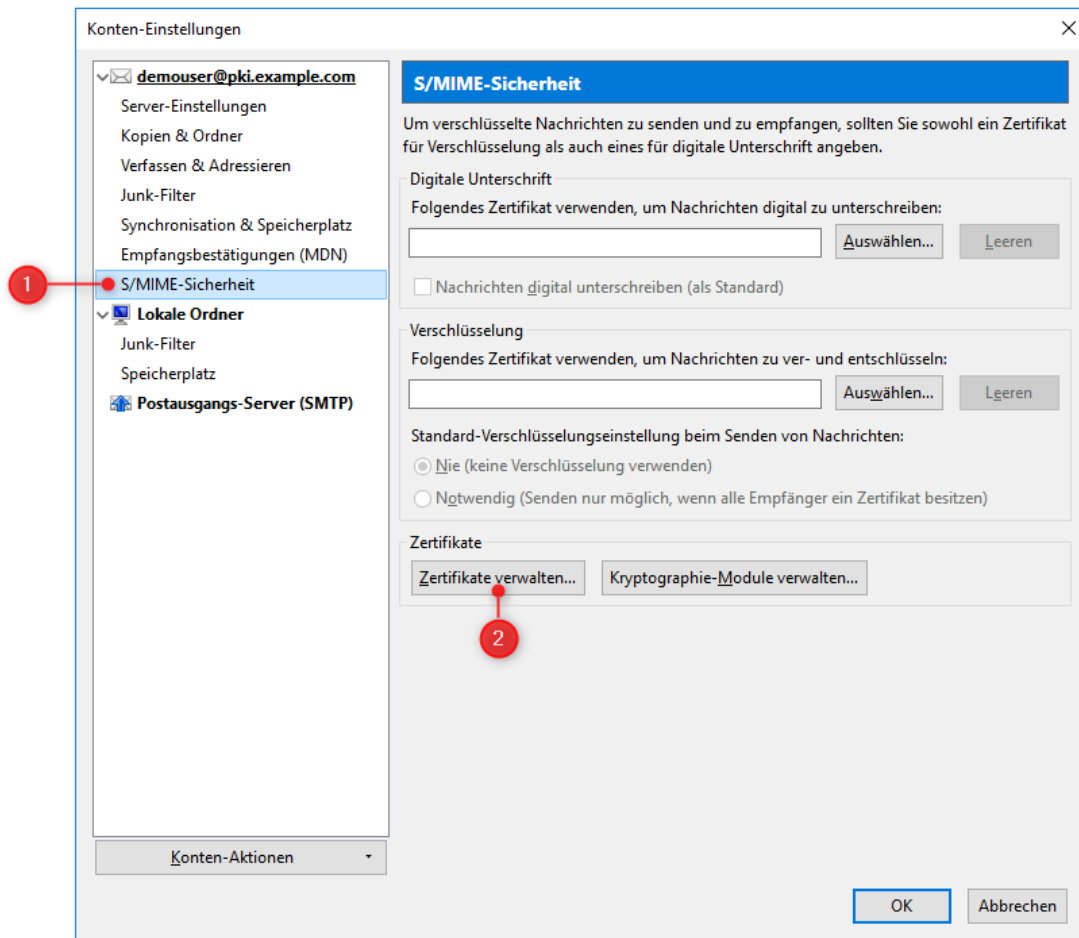 Konten-Einstellungen
demouser@pki.example.com
Server-Einstellungen
Kopien & Ordner
Verfassen & Adressieren
Junk-Filter
Synchronisation & Speicherplatz
Empfangsbestätigungen (MDN)
1
S/MIME-Sicherheit
Lokale Ordner
Junk-Filter
Speicherplatz
Postausgangs-Server (SMTP)
Konten-Aktionen
S/MIME-Sicherheit
Um verschlüsselte Nachrichten zu senden und zu empfangen, sollten Sie sowohl ein Zertifikat
für Verschlüsselung als auch eines für digitale Unterschrift angeben.
Digitale Unterschrift
Folgendes Zertifikat verwenden, um Nachrichten digital zu unterschreiben:
Auswählen... Leeren
Nachrichten digital unterschreiben (als Standard)
Verschlüsselung
Folgendes Zertifikat verwenden, um Nachrichten zu ver- und entschlüsseln:
Auswählen... Leeren
Standard-Verschlüsselungseinstellung beim Senden von Nachrichten:
Nie (keine Verschlüsselung verwenden)
Notwendig (Senden nur möglich, wenn alle Empfänger ein Zertifikat besitzen)
Zertifikate
Zertifikate verwalten... Kryptographie-Module verwalten...
2
OK Abbrechen